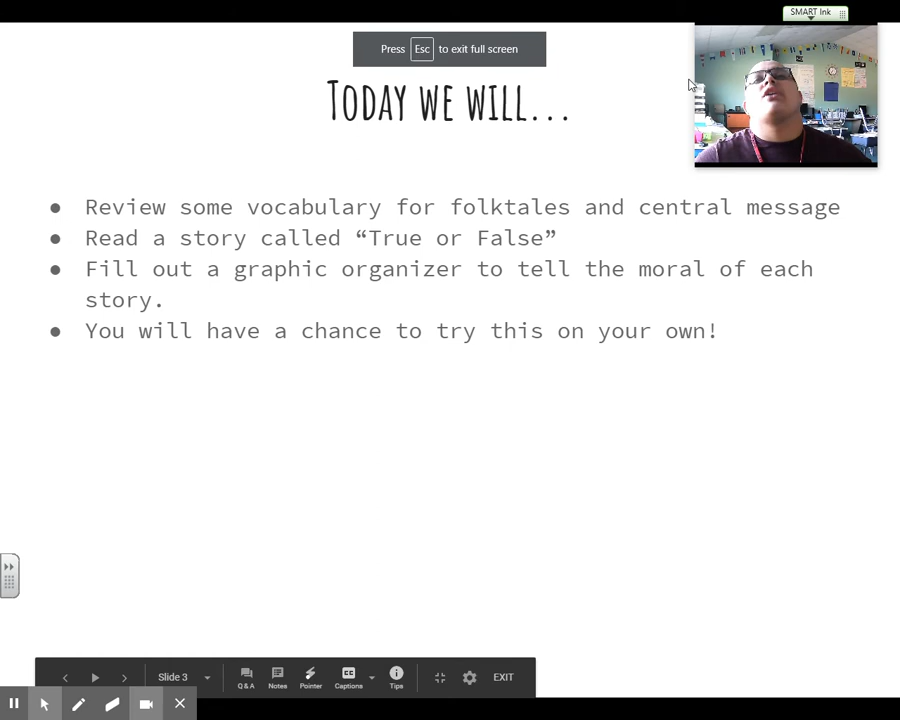 SMART Ink
Press Esc to exit full screen
Today we will...
● Review some vocabulary for folktales and central message
● Read a story called “True or False”
● Fill out a graphic organizer to tell the moral of each
story.
● You will have a chance to try this on your own!
Slide 3
Q & A
Notes
Pointer
CC
Captions
Tips
EXIT